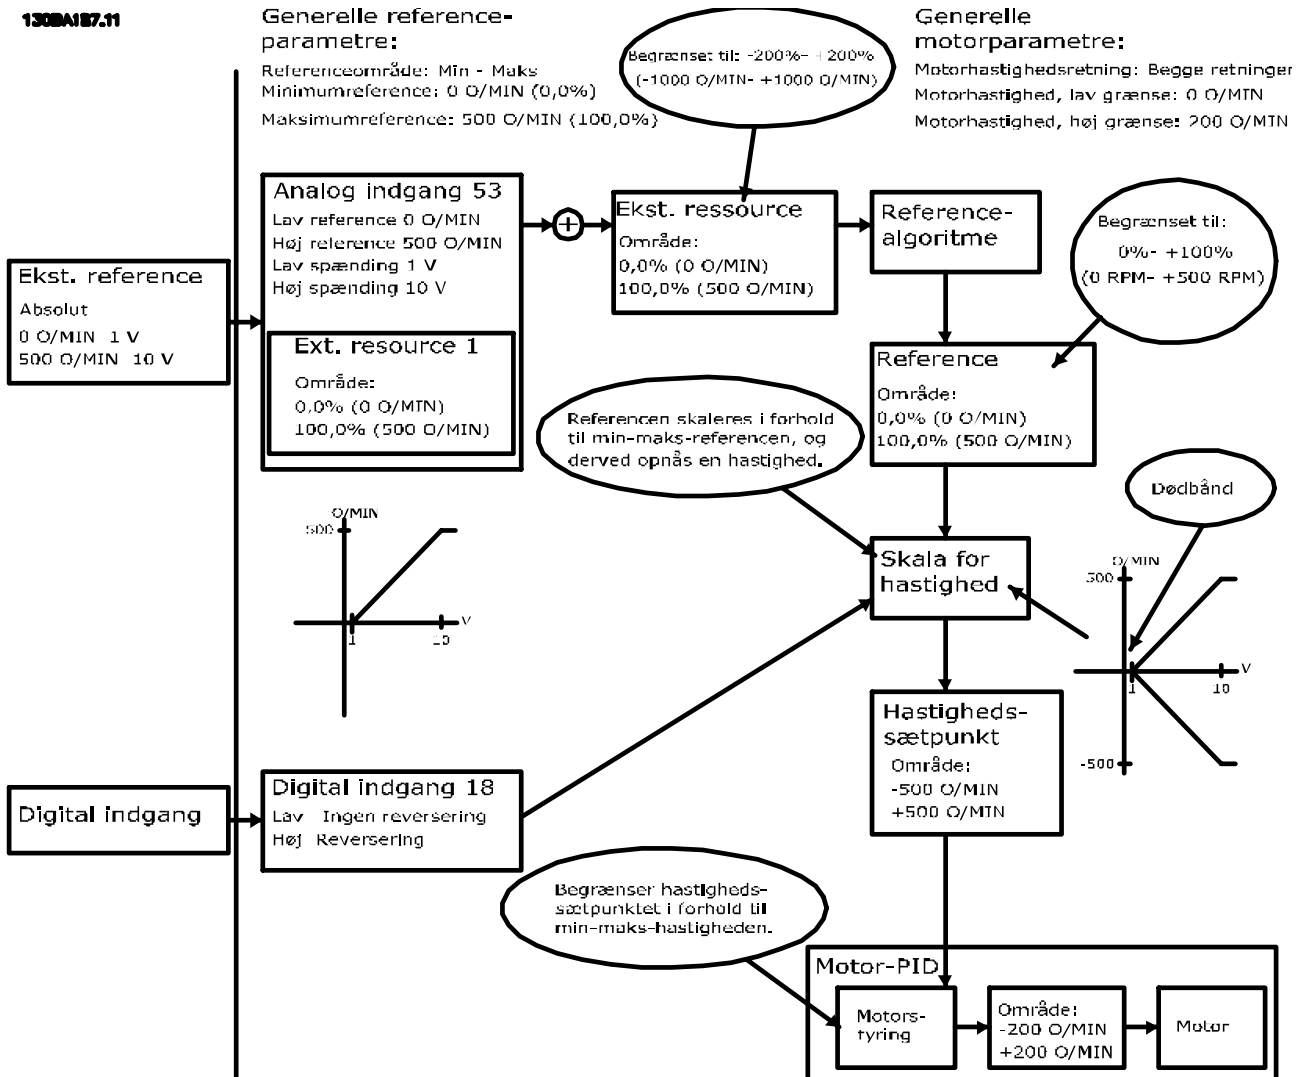 130BA187.11
Generelle reference-
parametre:
Referenceområde: Min - Maks
Minimumreference: 0 O/MIN (0,0%)
Maksimumreference: 500 O/MIN (100,0%)
Begrænset til: -200%- +200%
(-1000 O/MIN- +1000 O/MIN)
Generelle
motorparametre:
Motorhastighedsretning: Begge retninger
Motorhastighed, lav grænse: 0 O/MIN
Motorhastighed, høj grænse: 200 O/MIN
Ekst. reference
Absolut
0 O/MIN 1 V
500 O/MIN 10 V
Analog indgang 53
Lav reference 0 O/MIN
Høj reference 500 O/MIN
Lav spænding 1 V
Høj spænding 10 V
Ext. resource 1
Område:
0,0% (0 O/MIN)
100,0% (500 O/MIN)
Ekst. ressource
Område:
0,0% (0 O/MIN)
100,0% (500 O/MIN)
Reference-
algoritme
Begrænset til:
0%- +100%
(0 RPM- +500 RPM)
Reference
Område:
0,0% (0 O/MIN)
100,0% (500 O/MIN)
Referencen skaleres i forhold
til min-maks-referencen, og
derved opnås en hastighed.
Dødbånd
O/MIN
500
V
1
10
Skala for
hastighed
O/MIN
500
V
1
10
-500
Hastigheds-
sætpunkt
Område:
-500 O/MIN
+500 O/MIN
Digital indgang
Digital indgang 18
Lav Ingen reversering
Høj Reversering
Begrænser hastigheds-
sætpunktet i forhold til
min-maks-hastigheden.
Motor-PID
Motors-
tyring
Område:
-200 O/MIN
+200 O/MIN
Motor